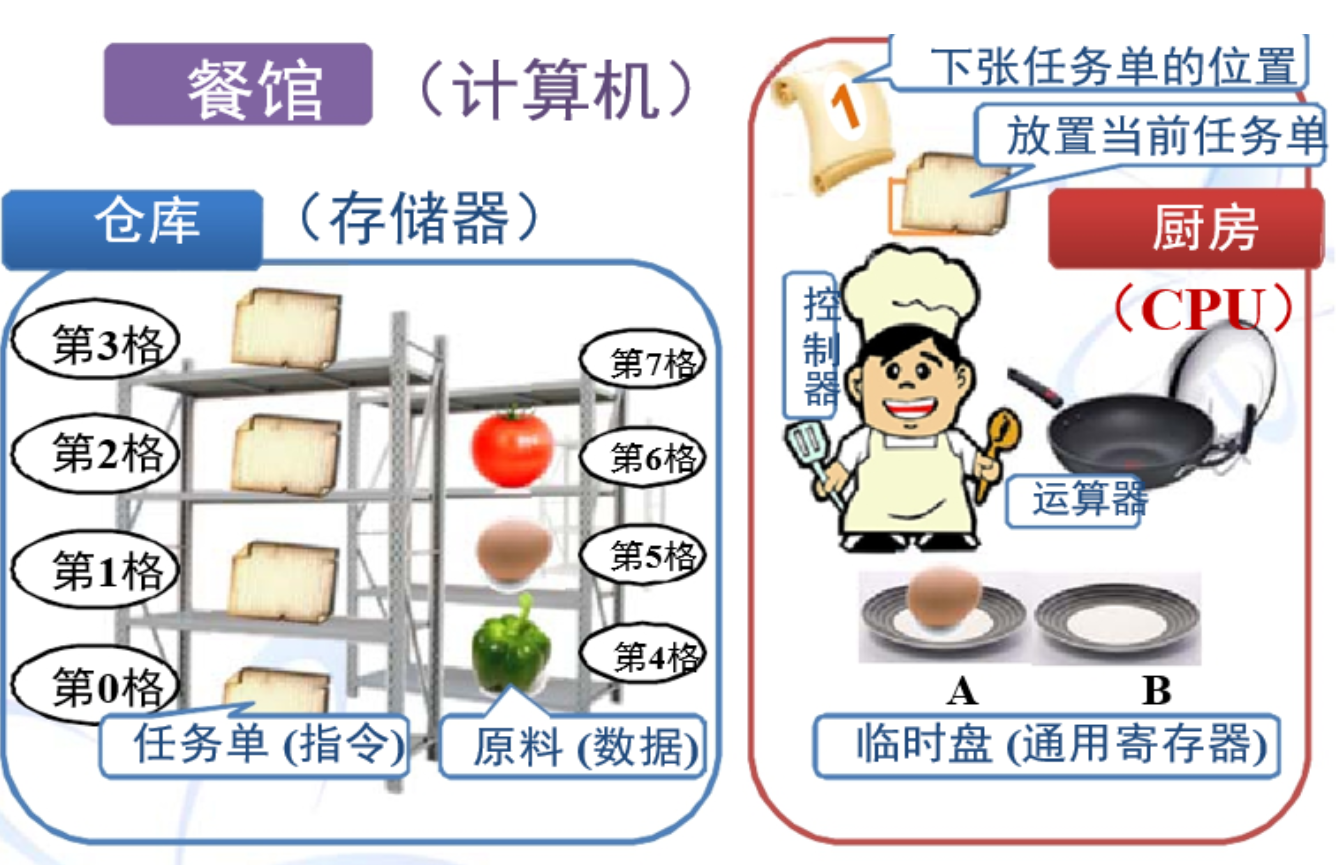 餐馆 （计算机）
仓库 （存储器）
第3格
第2格
第1格
第0格
第7格
第6格
第5格
第4格
任务单 (指令)
原料 (数据)
1
下张任务单的位置
放置当前任务单
厨房
（CPU）
控
制
器
运算器
A B
临时盘 (通用寄存器)